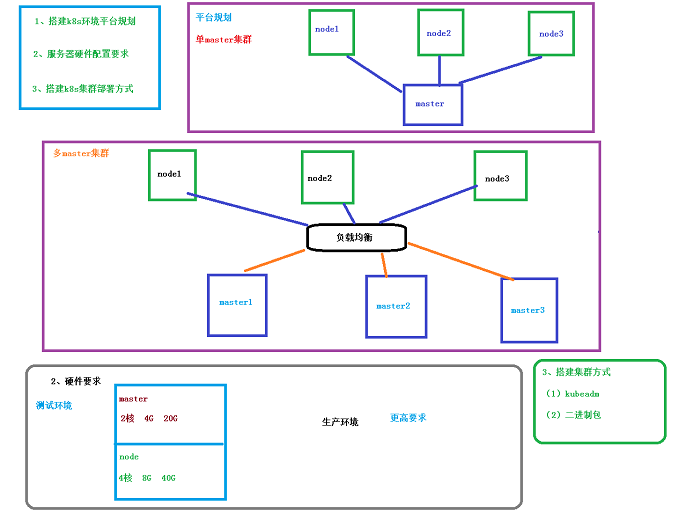 1、搭建k8s环境平台规划
2、服务器硬件配置要求
3、搭建k8s集群部署方式
平台规划
单master集群
node1
node2
node3
master
多master集群
node1
node2
node3
负载均衡
master1
master2
master3
2、硬件要求
测试环境
master
2核 4G 20G
node
4核 8G 40G
生产环境
更高要求
3、搭建集群方式
（1）kubeadm
（2）二进制包